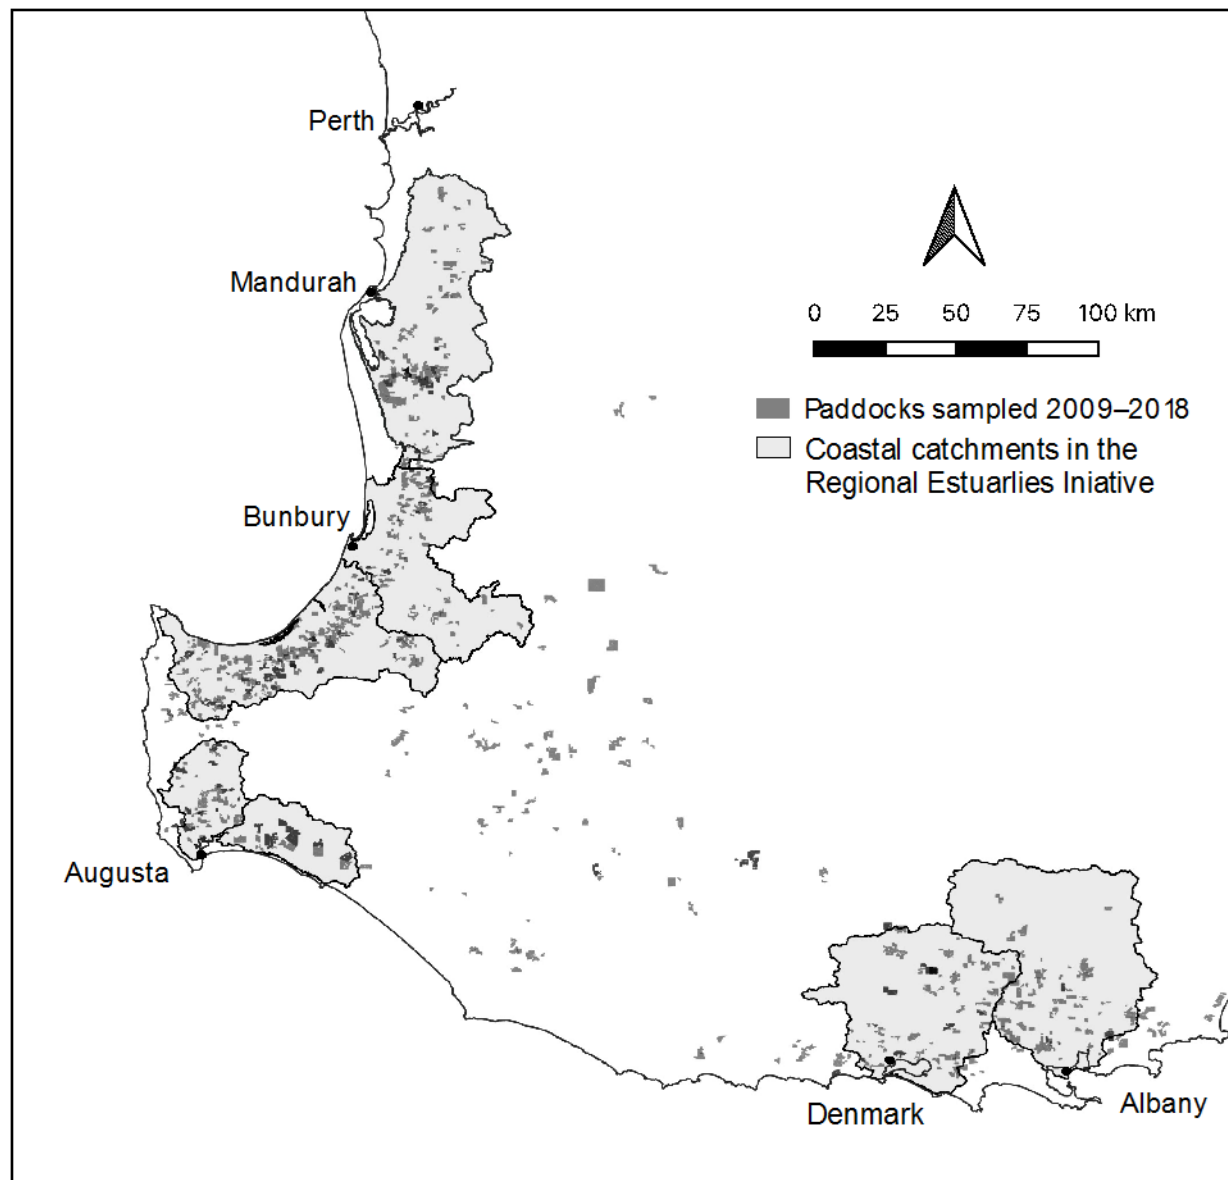 Perth
Mandurah
0 25 50 75 100 km
Paddocks sampled 2009–2018
Coastal catchments in the
Regional Estuarlies Iniative
Bunbury
Augusta
Denmark
Albany